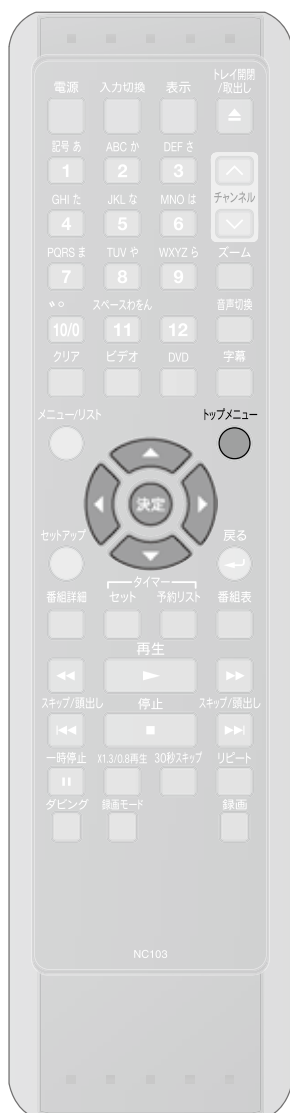 電源 入力切換 表示 トレイ開閉
/取出し
記号 あ ABC か DEF さ
1 2 3
GHI た JKL な MNO は チャンネル
4 5 6
PQRS ま TUV や WXYZ ら ズーム
7 8 9
゛゜ スペースわをん 音声切換
10/0 11 12
クリア ビデオ DVD 字幕
メニュー/リスト トップメニュー
決定
セットアップ 戻る
タイマー
番組詳細 セット 予約リスト 番組表
再生
スキップ/頭出し 停止 スキップ/頭出し
一時停止 X1.3/0.8再生 30秒スキップ リピート
ダビング 録画モード 録画
NC103